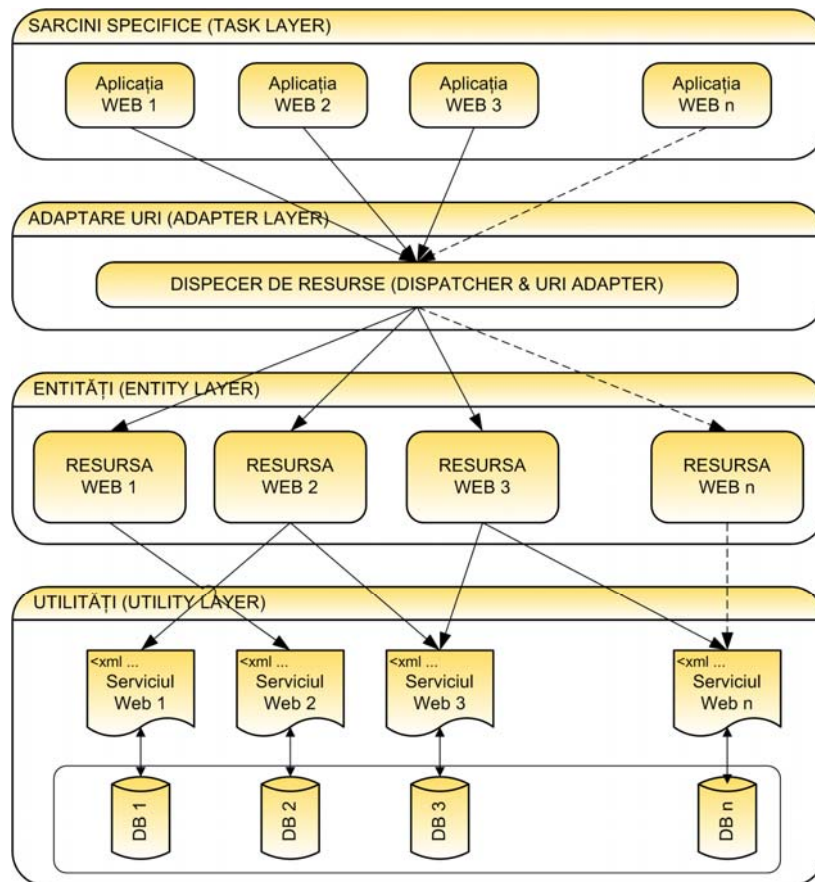 SARCINI SPECIFICE (TASK LAYER)
Aplicația
WEB 1
Aplicația
WEB 2
Aplicația
WEB 3
Aplicația
WEB n
ADAPTARE URI (ADAPTER LAYER)
DISPECER DE RESURSE (DISPATCHER & URI ADAPTER)
ENTITĂȚI (ENTITY LAYER)
RESURSA
WEB 1
RESURSA
WEB 2
RESURSA
WEB 3
RESURSA
WEB n
UTILITĂȚI (UTILITY LAYER)
<xml ...
Serviciul
Web 1
<xml ...
Serviciul
Web 2
<xml ...
Serviciul
Web 3
<xml ...
Serviciul
Web n
DB 1
DB 2
DB 3
DB n